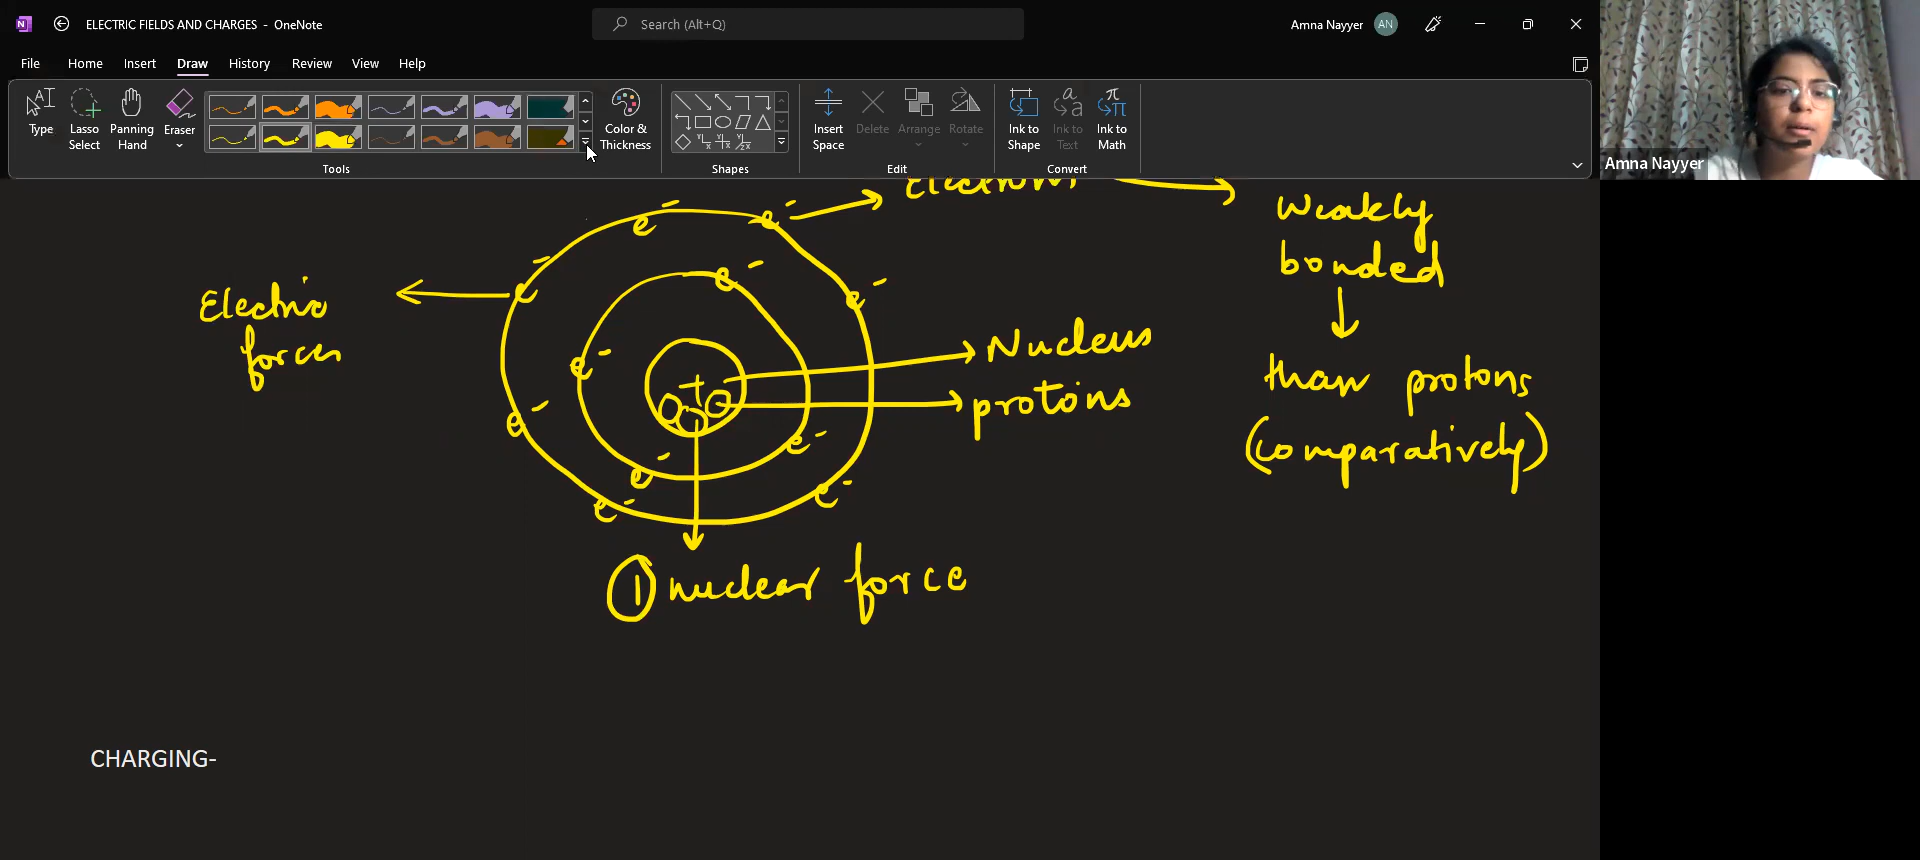 ELECTRIC FIELDS AND CHARGES - OneNote
Search (Alt+Q)
Amna Nayyer AN
File Home Insert Draw History Review View Help
Type
Lasso Select
Panning Hand
Eraser
Color & Thickness
Insert Space
Delete
Arrange
Rotate
Ink to Shape
Ink to Text
Ink to Math
Tools
Shapes
Edit
Convert
Amna Nayyer
Electrons
Weakly
bonded
than protons
(comparatively)
Electric
forces
e-
e-
e-
e-
e-
e-
e-
e-
e-
e-
e-
+
Nucleus
protons
① nuclear force
CHARGING-